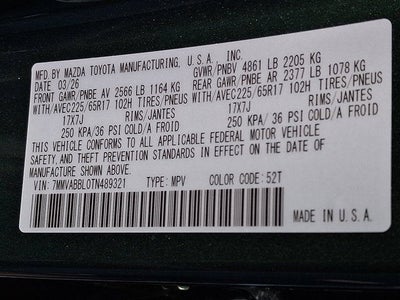 MFD. BY MAZDA TOYOTA MANUFACTURING, U.S.A. INC.
DATE 03/26 GVWR/PNBV 4861 LB 2205 KG
FRONT GAWR/PNBE AV 2566 LB 1164 KG REAR GAWR/PNBE AR 2377 LB 1078 KG
WITH/AVEC225/65R17 102H TIRES/PNEUS WITH/AVEC225/65R17 102H TIRES/PNEUS
17X7J RIMS/JANTES 17X7J RIMS/JANTES
250 KPA/36 PSI COLD/A FROID 250 KPA/36 PSI COLD/A FROID
THIS VEHICLE CONFORMS TO ALL APPLICABLE FEDERAL MOTOR VEHICLE
SAFETY, AND THEFT PREVENTION STANDARDS IN EFFECT ON THE DATE OF
MANUFACTURE SHOWN ABOVE.
VIN: 7MMVABBL0TN489321 TYPE: MPV COLOR CODE: 52T
MADE IN U.S.A.